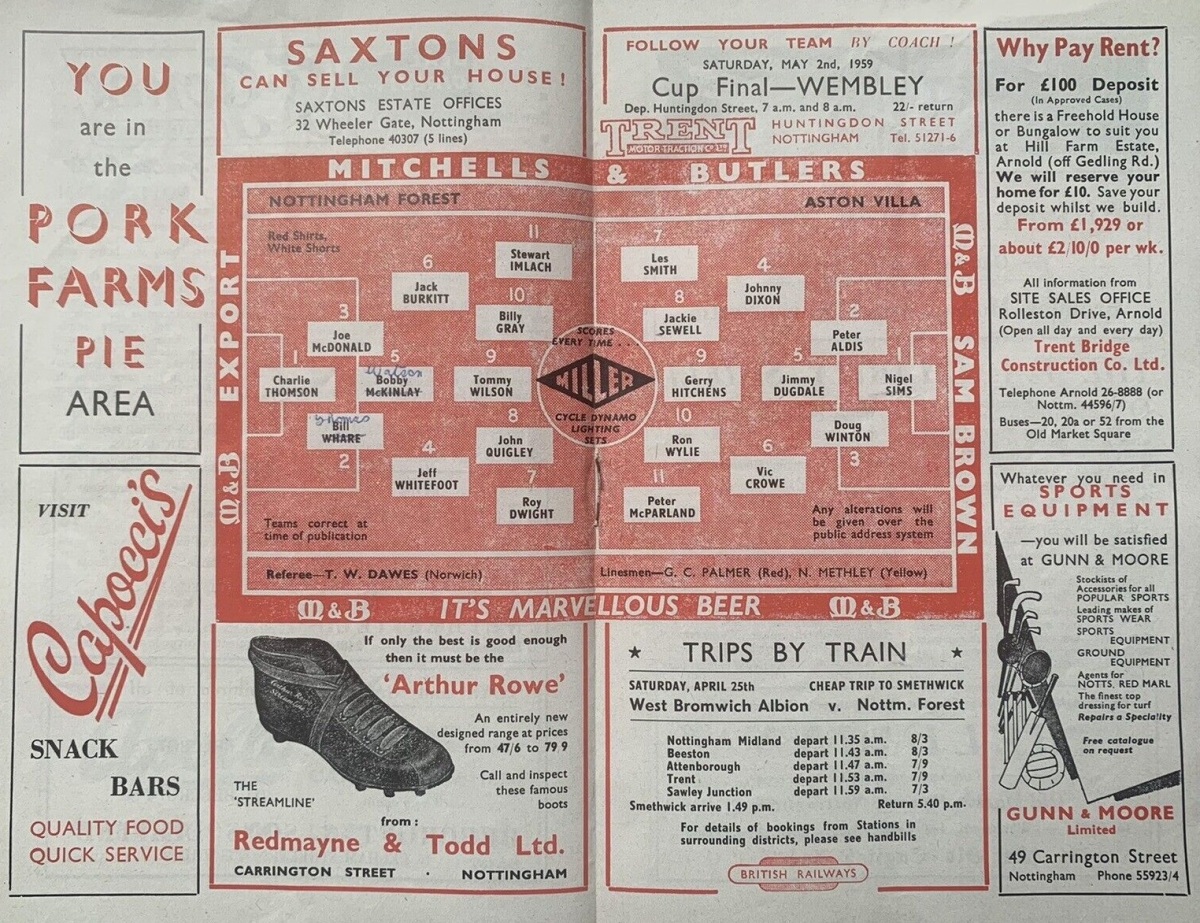 YOU
are in
the
PORK
FARMS
PIE
AREA
VISIT
Capocci's
SNACK
BARS
QUALITY FOOD
QUICK SERVICE
SAXTONS
CAN SELL YOUR HOUSE!
SAXTONS ESTATE OFFICES
32 Wheeler Gate, Nottingham
Telephone 40307 (5 lines)
FOLLOW YOUR TEAM BY COACH!
SATURDAY, MAY 2nd, 1959
Cup Final—WEMBLEY
Dep. Huntingdon Street, 7 a.m. and 8 a.m. 22/- return
TRENT
MOTOR TRACTION CO. LTD
HUNTINGDON STREET
NOTTINGHAM Tel. 51271-6
MITCHELLS & BUTLERS
M&B EXPORT
NOTTINGHAM FOREST
Red Shirts,
White Shorts
1
Charlie
THOMSON
3
Joe
McDONALD
Bill
WHARE
2
5
Watson
Bobby
McKINLAY
6
Jack
BURKITT
4
Jeff
WHITEFOOT
11
Stewart
IMLACH
10
Billy
GRAY
9
Tommy
WILSON
8
John
QUIGLEY
7
Roy
DWIGHT
Teams correct at
time of publication
SCORES
EVERY TIME . . .
MILLER
CYCLE DYNAMO
LIGHTING
SETS
ASTON VILLA
7
Les
SMITH
8
Jackie
SEWELL
9
Gerry
HITCHENS
10
Ron
WYLIE
11
Peter
McPARLAND
4
Johnny
DIXON
5
Jimmy
DUGDALE
6
Vic
CROWE
2
Peter
ALDIS
Doug
WINTON
3
1
Nigel
SIMS
Any alterations will
be given over the
public address system
M&B SAM BROWN
Referee—T. W. DAWES (Norwich)
Linesmen—G. C. PALMER (Red), N. METHLEY (Yellow)
M&B IT'S MARVELLOUS BEER M&B
If only the best is good enough
then it must be the
'Arthur Rowe'
An entirely new
designed range at prices
from 47/6 to 79 9
Call and inspect
these famous
boots
THE
'STREAMLINE'
from:
Redmayne & Todd Ltd.
CARRINGTON STREET · NOTTINGHAM
★ TRIPS BY TRAIN ★
SATURDAY, APRIL 25th CHEAP TRIP TO SMETHWICK
West Bromwich Albion v. Nottm. Forest
Nottingham Midland depart 11.35 a.m. 8/3
Beeston depart 11.43 a.m. 8/3
Attenborough depart 11.47 a.m. 7/9
Trent depart 11.53 a.m. 7/9
Sawley Junction depart 11.59 a.m. 7/3
Smethwick arrive 1.49 p.m. Return 5.40 p.m.
For details of bookings from Stations in
surrounding districts, please see handbills
BRITISH RAILWAYS
Why Pay Rent?
For £100 Deposit
(In Approved Cases)
there is a Freehold House
or Bungalow to suit you
at Hill Farm Estate,
Arnold (off Gedling Rd.)
We will reserve your
home for £10. Save your
deposit whilst we build.
From £1,929 or
about £2/10/0 per wk.
All information from
SITE SALES OFFICE
Rolleston Drive, Arnold
(Open all day and every day)
Trent Bridge
Construction Co. Ltd.
Telephone Arnold 26-8888 (or
Nottm. 44596/7)
Buses—20, 20a or 52 from the
Old Market Square
Whatever you need in
SPORTS
EQUIPMENT
—you will be satisfied
at GUNN & MOORE
Stockists of
Accessories for all
POPULAR SPORTS
Leading makes of
SPORTS WEAR
SPORTS
EQUIPMENT
GROUND
EQUIPMENT
Agents for
NOTTS. RED MARL
The finest top
dressing for turf
Repairs a Speciality
Free catalogue
on request
GUNN & MOORE
Limited
49 Carrington Street
Nottingham Phone 55923/4